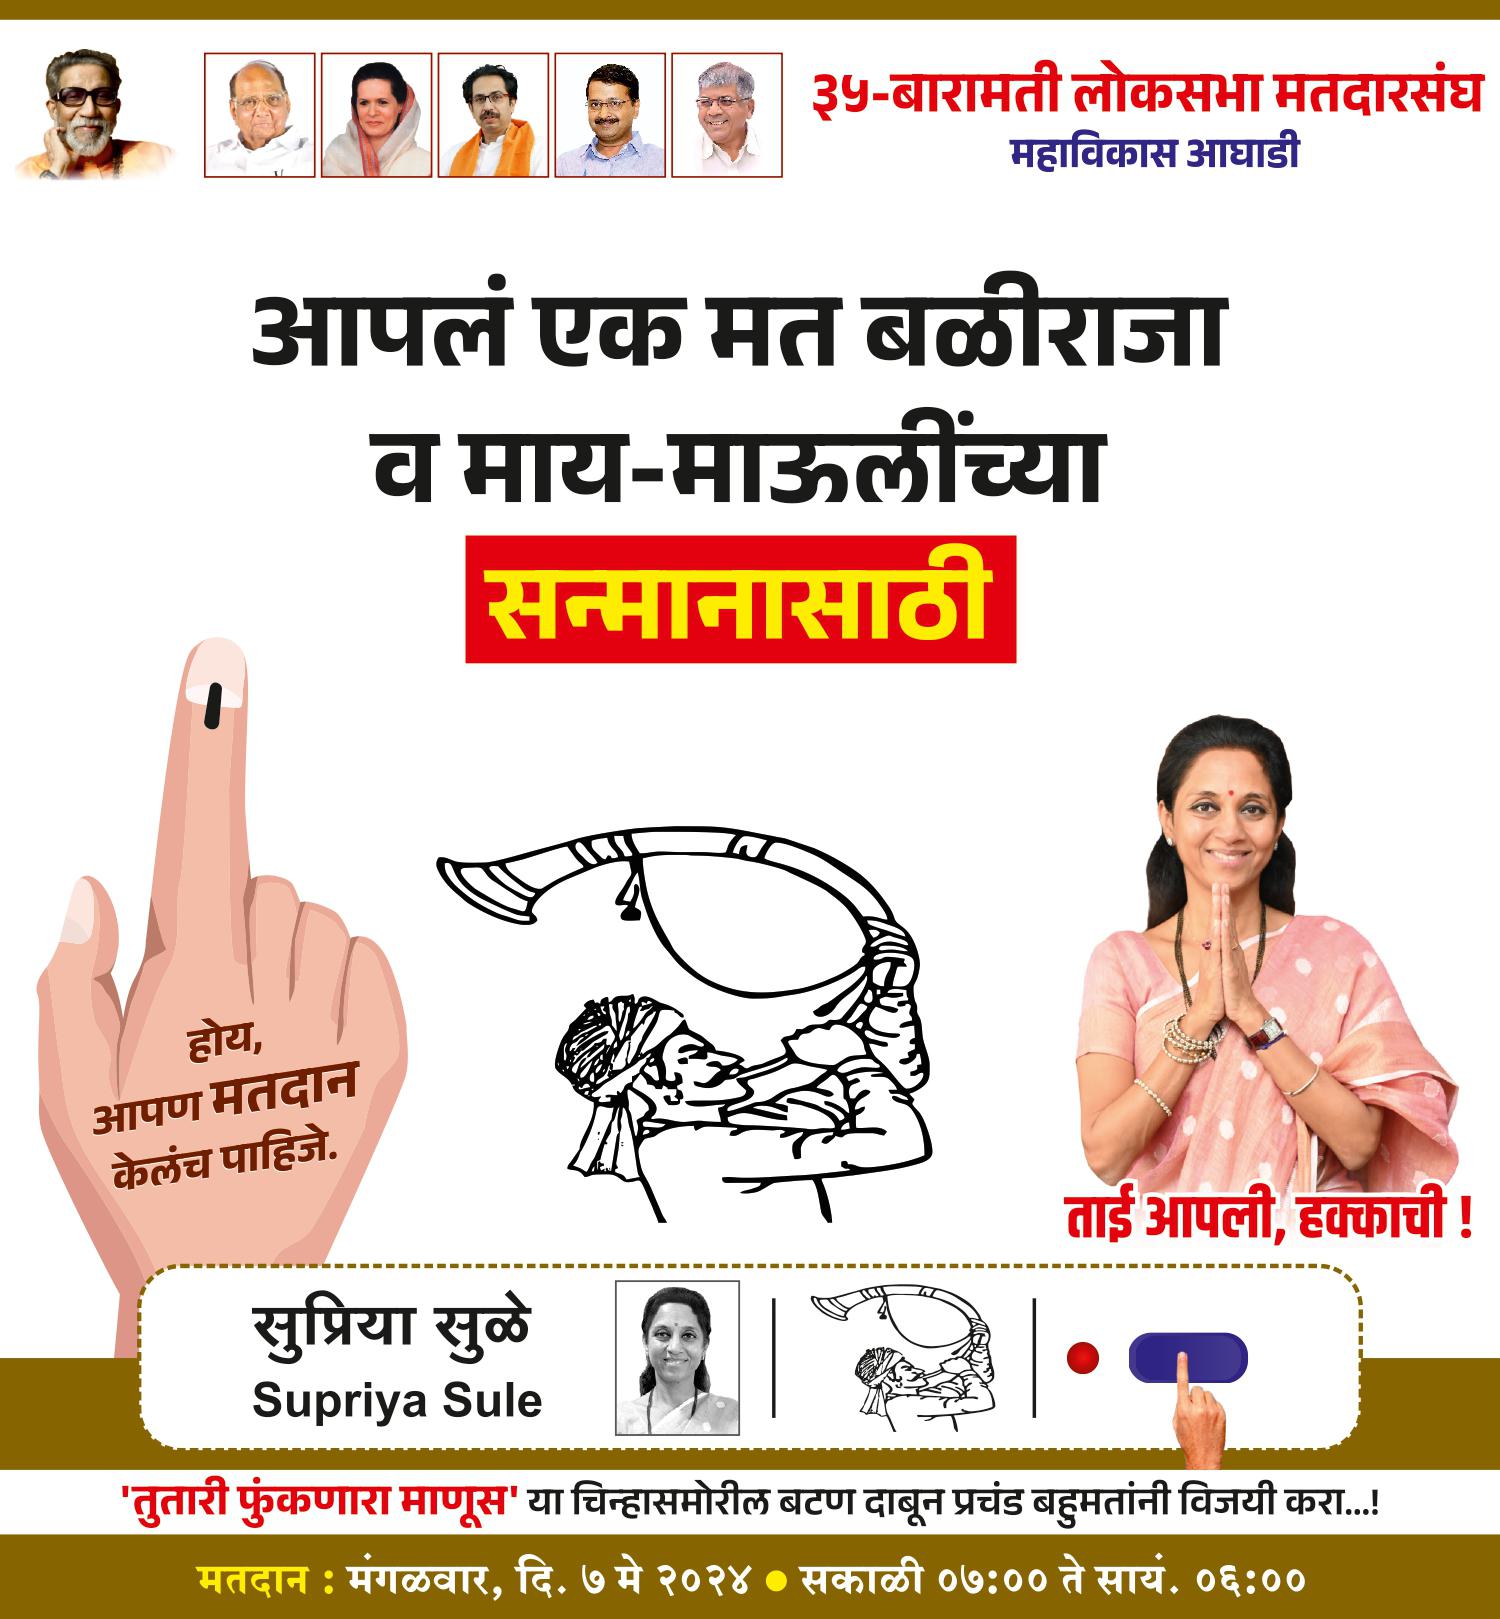 ३५-बारामती लोकसभा मतदारसंघ
महाविकास आघाडी
आपलं एक मत बळीराजा
व माय-माऊलींच्या
सन्मानासाठी
होय,
आपण मतदान
केलंच पाहिजे.
ताई आपली, हक्काची !
सुप्रिया सुळे
Supriya Sule
'तुतारी फुंकणारा माणूस' या चिन्हासमोरील बटण दाबून प्रचंड बहुमतांनी विजयी करा...!
मतदान : मंगळवार, दि. ७ मे २०२४ ● सकाळी ०७:०० ते सायं. ०६:००